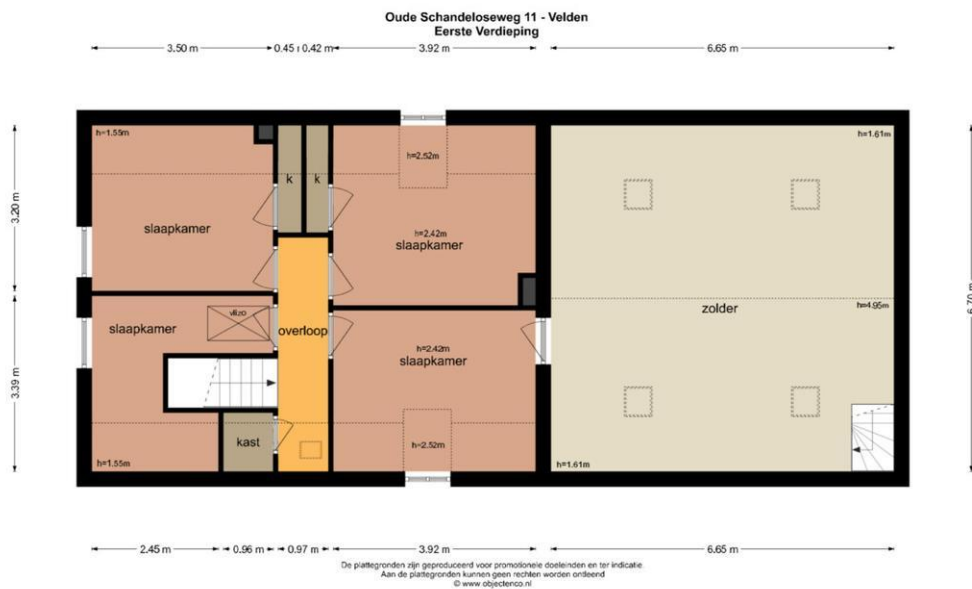 Oude Schandeloseweg 11 - Velden
Eerste Verdieping
3.50 m
0.45 m
0.42 m
3.92 m
6.65 m
h=1.55m
k
k
h=2.52m
h=1.61m
3.20 m
slaapkamer
h=2.42m
slaapkamer
6.70 m
slaapkamer
vlizo
overloop
h=2.42m
slaapkamer
zolder
h=4.95m
3.39 m
kast
h=2.52m
h=1.55m
h=1.61m
2.45 m
0.96 m
0.97 m
3.92 m
6.65 m
De plattegronden zijn geproduceerd voor promotionele doeleinden en ter indicatie
Aan de plattegronden kunnen geen rechten worden ontleend
© www.objectenco.nl